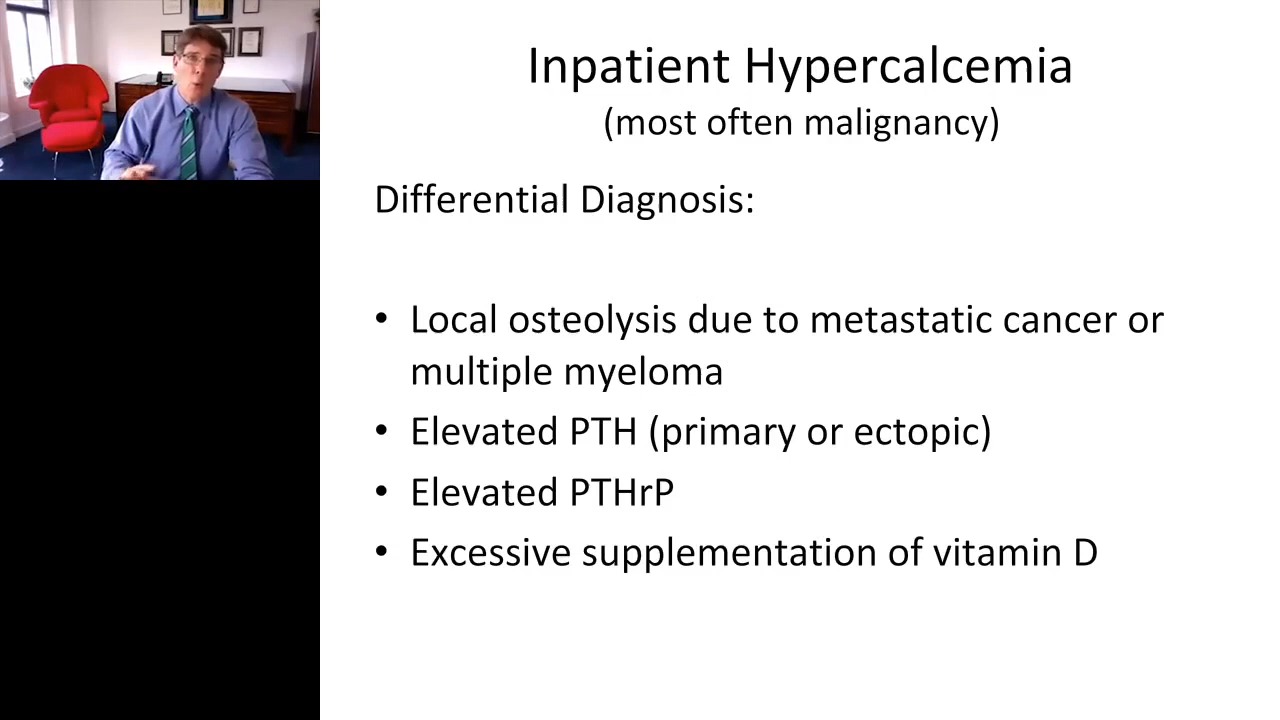 Inpatient Hypercalcemia
(most often malignancy)
Differential Diagnosis:
• Local osteolysis due to metastatic cancer or
multiple myeloma
• Elevated PTH (primary or ectopic)
• Elevated PTHrP
• Excessive supplementation of vitamin D